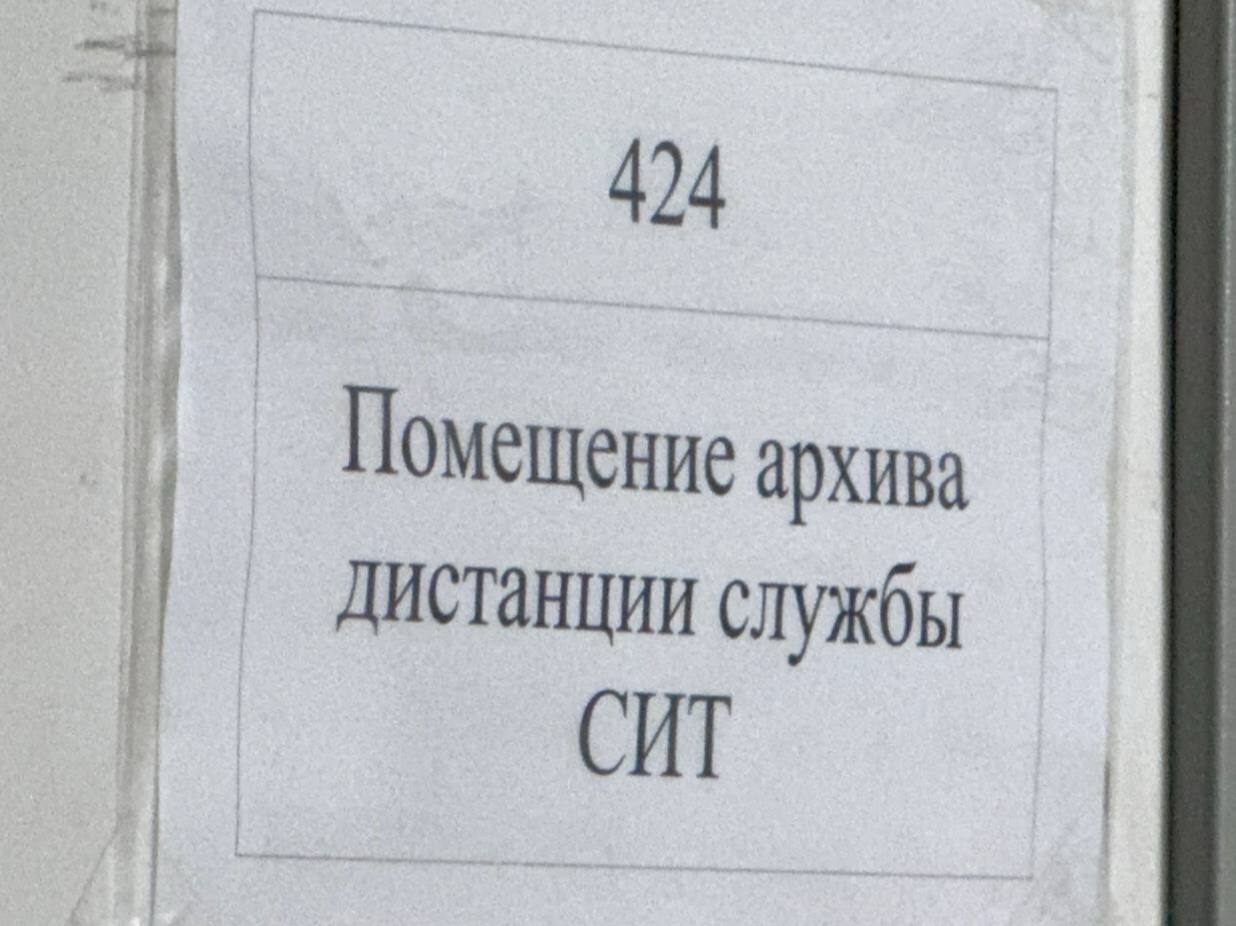 424
Помещение архива
дистанции службы
СИТ